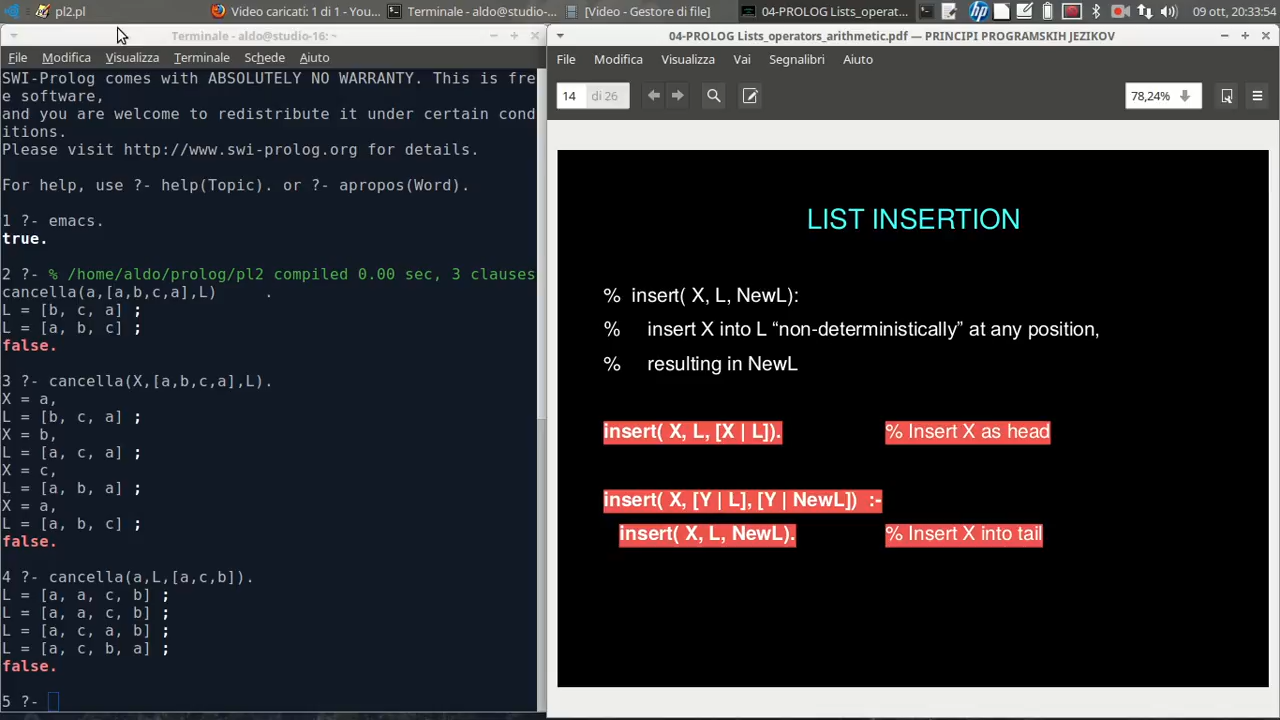 pl2.pl
Video caricati: 1 di 1 - You...
Terminale - aldo@studio-...
[Video - Gestore di file]
04-PROLOG Lists_operat...
09 ott, 20:33:54
Terminale - aldo@studio-16: ~
File Modifica Visualizza Terminale Schede Aiuto
SWI-Prolog comes with ABSOLUTELY NO WARRANTY. This is fre
e software,
and you are welcome to redistribute it under certain cond
itions.
Please visit http://www.swi-prolog.org for details.
For help, use ?- help(Topic). or ?- apropos(Word).
1 ?- emacs.
true.
2 ?- % /home/aldo/prolog/pl2 compiled 0.00 sec, 3 clauses
cancella(a,[a,b,c,a],L)      .
L = [b, c, a] ;
L = [a, b, c] ;
false.
3 ?- cancella(X,[a,b,c,a],L).
X = a,
L = [b, c, a] ;
X = b,
L = [a, c, a] ;
X = c,
L = [a, b, a] ;
X = a,
L = [a, b, c] ;
false.
4 ?- cancella(a,L,[a,c,b]).
L = [a, a, c, b] ;
L = [a, a, c, b] ;
L = [a, c, a, b] ;
L = [a, c, b, a] ;
false.
5 ?-
04-PROLOG Lists_operators_arithmetic.pdf — PRINCIPI PROGRAMSKIH JEZIKOV
File Modifica Visualizza Vai Segnalibri Aiuto
14 di 26
78,24%
LIST INSERTION
% insert( X, L, NewL):
% insert X into L “non-deterministically” at any position,
% resulting in NewL
insert( X, L, [X | L]). % Insert X as head
insert( X, [Y | L], [Y | NewL]) :-
insert( X, L, NewL). % Insert X into tail